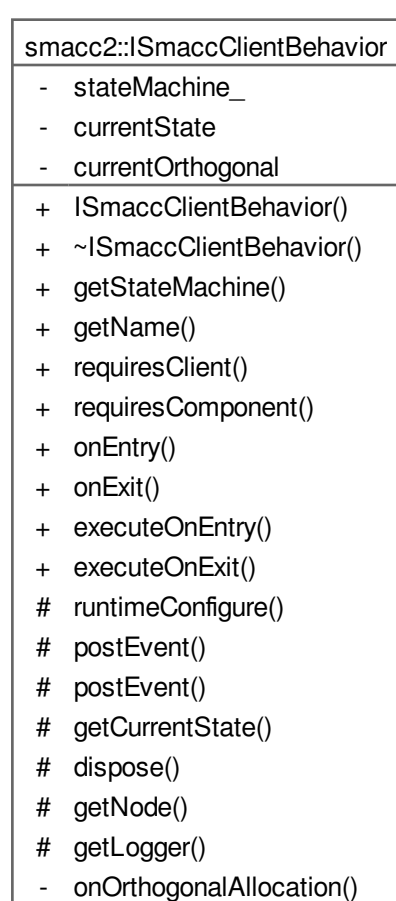 smacc2::ISmaccClientBehavior
- stateMachine_
- currentState
- currentOrthogonal
+ ISmaccClientBehavior()
+ ~ISmaccClientBehavior()
+ getStateMachine()
+ getName()
+ requiresClient()
+ requiresComponent()
+ onEntry()
+ onExit()
+ executeOnEntry()
+ executeOnExit()
# runtimeConfigure()
# postEvent()
# postEvent()
# getCurrentState()
# dispose()
# getNode()
# getLogger()
- onOrthogonalAllocation()